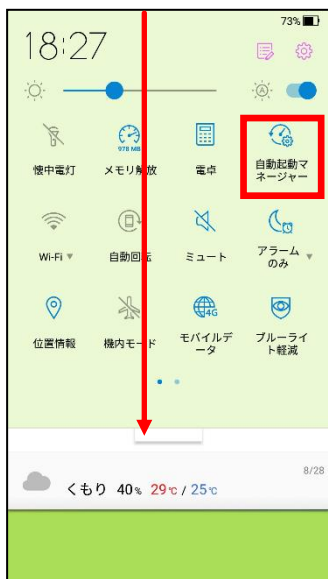 73%
18:27
A
978 MB
懐中電灯 メモリ解放 電卓 自動起動マ
ネージャー
Wi-Fi 自動回転 ミュート アラーム
のみ
4G
位置情報 機内モード モバイルデ
ータ ブルーライ
ト軽減
8/28
くもり 40% 29℃ / 25℃